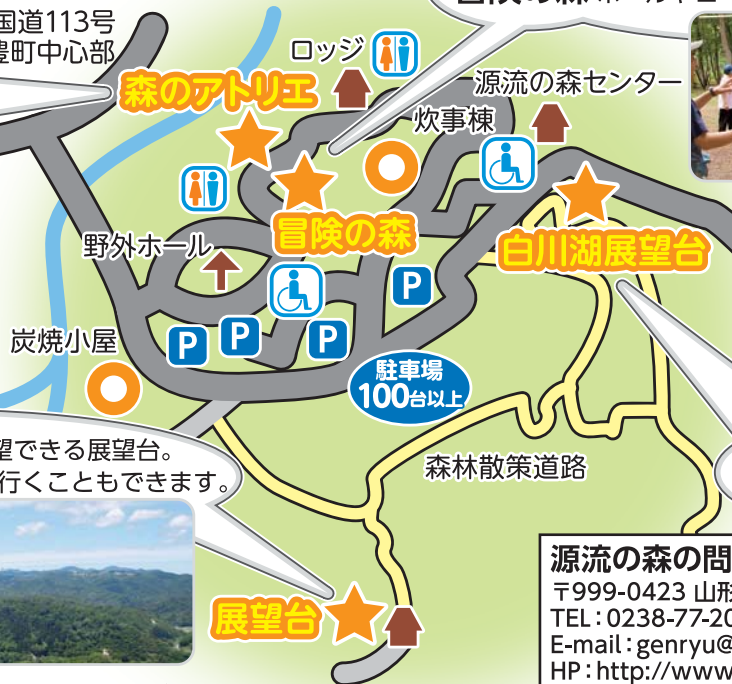 国道113号
豊町中心部
ロッジ
森のアトリエ
源流の森センター
炊事棟
冒険の森
白川湖展望台
野外ホール
P
P
P
P
炭焼小屋
駐車場
100台以上
望できる展望台。
行くこともできます。
森林散策道路
展望台
源流の森の問
〒999-0423 山形
TEL：0238-77-20
E-mail：genryu@
HP：http://www